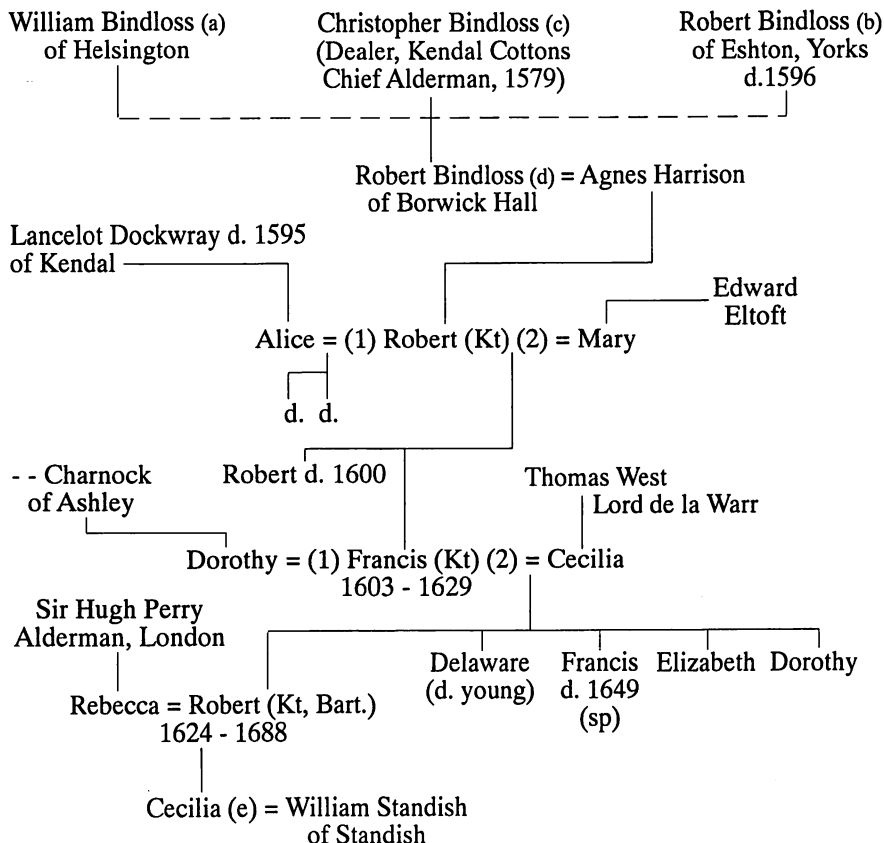 William Bindloss (a)
of Helsington
Christopher Bindloss (c)
(Dealer, Kendal Cottons
Chief Alderman, 1579)
Robert Bindloss (b)
of Eshton, Yorks
d.1596
Robert Bindloss (d) = Agnes Harrison
of Borwick Hall
Lancelot Dockwray d. 1595
of Kendal
Edward
Eltoft
Alice = (1) Robert (Kt) (2) = Mary
d. d.
- - Charnock
of Ashley
Robert d. 1600
Thomas West
Lord de la Warr
Dorothy = (1) Francis (Kt) (2) = Cecilia
1603 - 1629
Sir Hugh Perry
Alderman, London
Delaware
(d. young)
Francis
d. 1649
(sp)
Elizabeth
Dorothy
Rebecca = Robert (Kt, Bart.)
1624 - 1688
Cecilia (e) = William Standish
of Standish